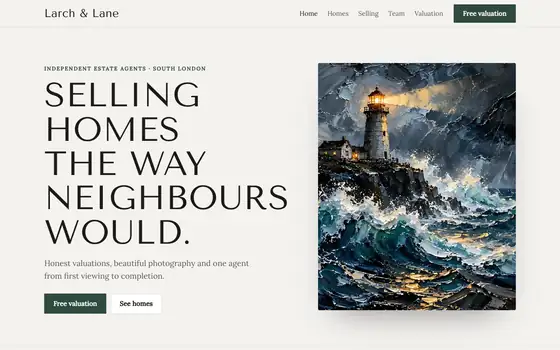 Larch & Lane
Home Homes Selling Team Valuation Free valuation
INDEPENDENT ESTATE AGENTS · SOUTH LONDON
SELLING
HOMES
THE WAY
NEIGHBOURS
WOULD.
Honest valuations, beautiful photography and one agent
from first viewing to completion.
Free valuation See homes